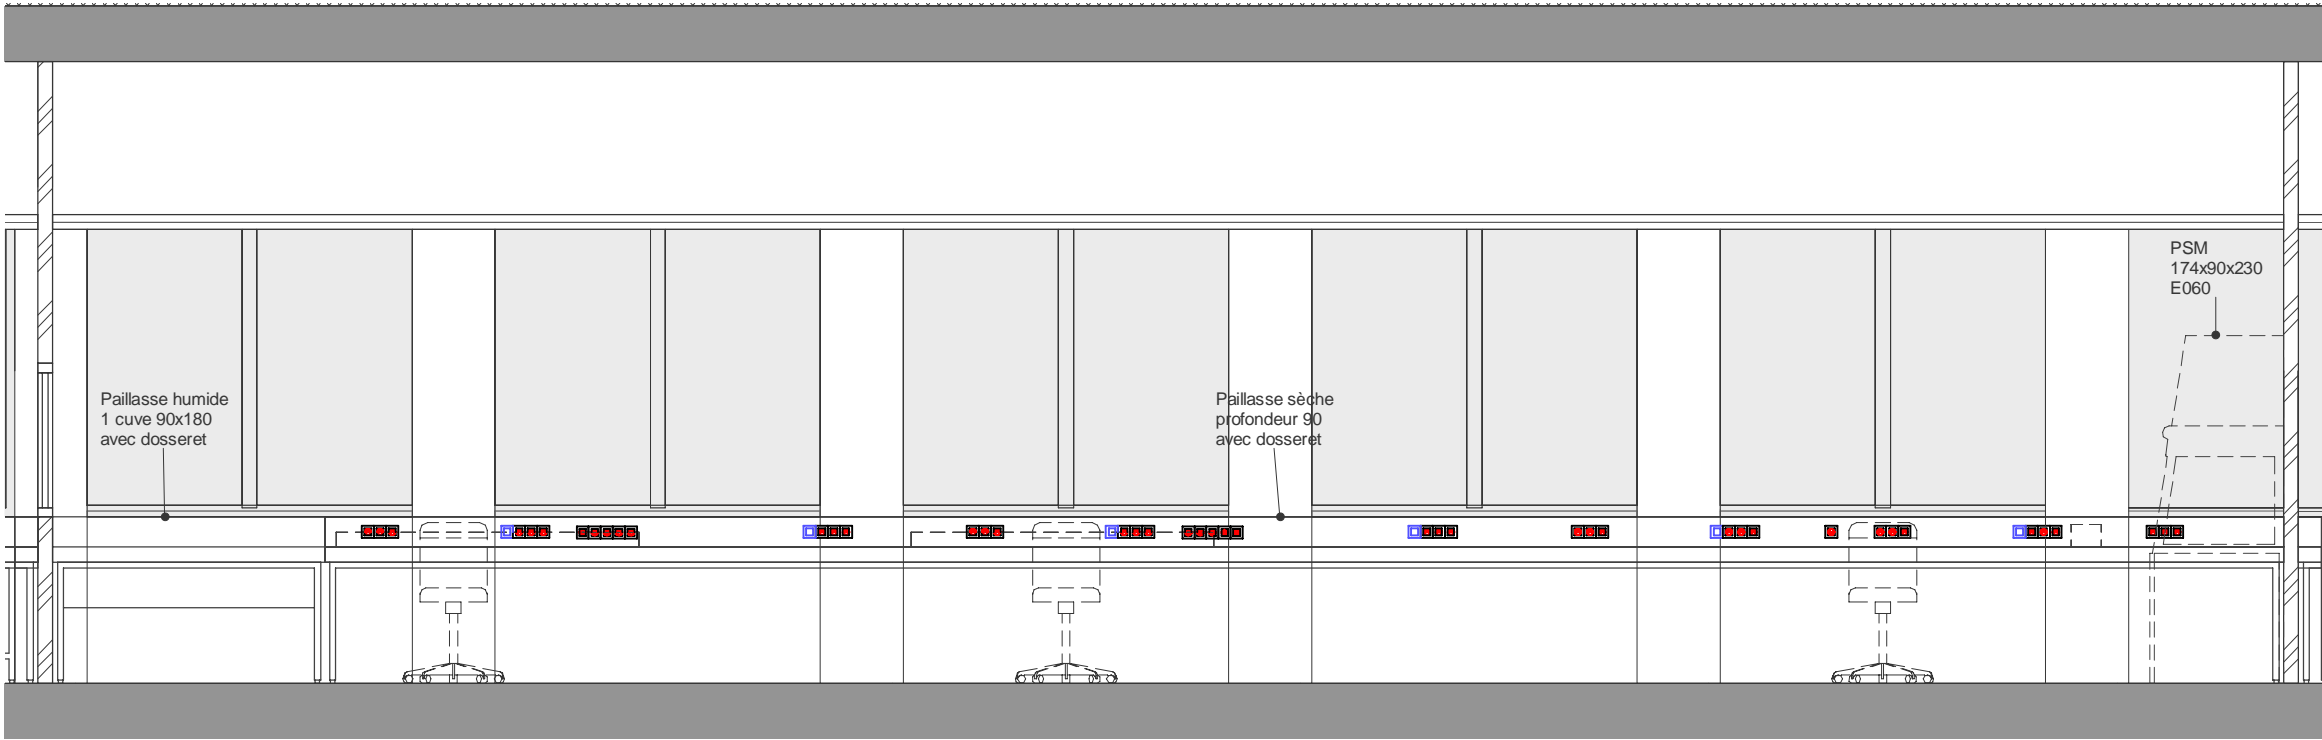 PSM
174x90x230
E060
Paillasse humide
1 cuve 90x180
avec dosseret
Paillasse sèche
profondeur 90
avec dosseret